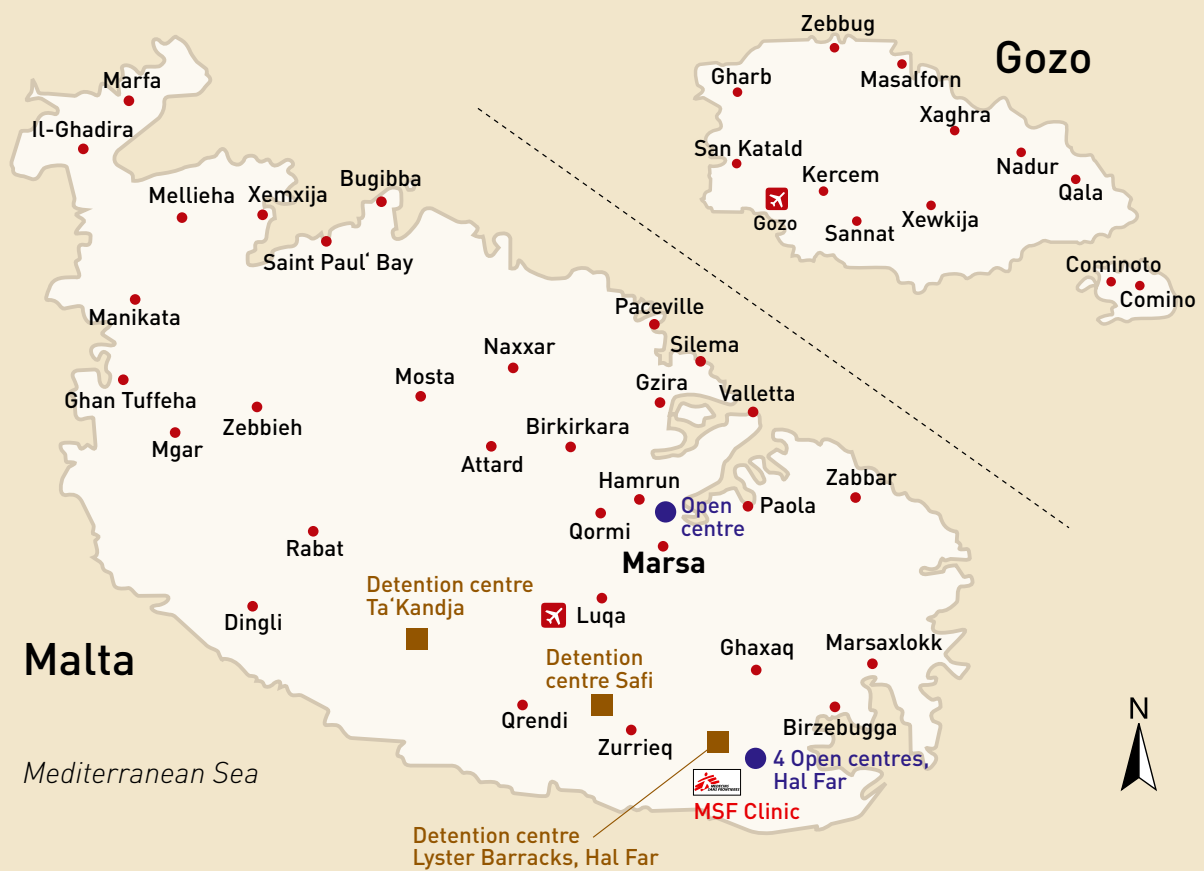 Zebbug
Gozo
Masalforn
Gharb
Marfa
Xaghra
Il-Ghadira
San Katald
Nadur
Kercem
Bugibba
Qala
Mellieha
Xemxija
Gozo
Xewkija
Sannat
Saint Paul‘ Bay
Cominoto
Comino
Manikata
Paceville
Silema
Naxxar
Mosta
Gzira
Valletta
Ghan Tuffeha
Zebbieh
Birkirkara
Mgar
Attard
Hamrun
Zabbar
Open
centre
Paola
Qormi
Rabat
Marsa
Detention centre
Ta‘Kandja
Luqa
Dingli
Malta
Detention
centre Safi
Ghaxaq
Marsaxlokk
N
Qrendi
Zurrieq
Birzebugga
4 Open centres,
Hal Far
Mediterranean Sea
MSF Clinic
Detention centre
Lyster Barracks, Hal Far